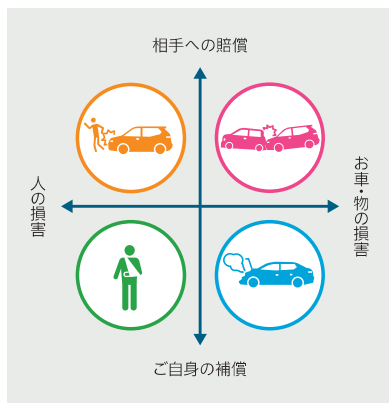 相手への賠償
人の損害
お車・物の損害
ご自身の補償